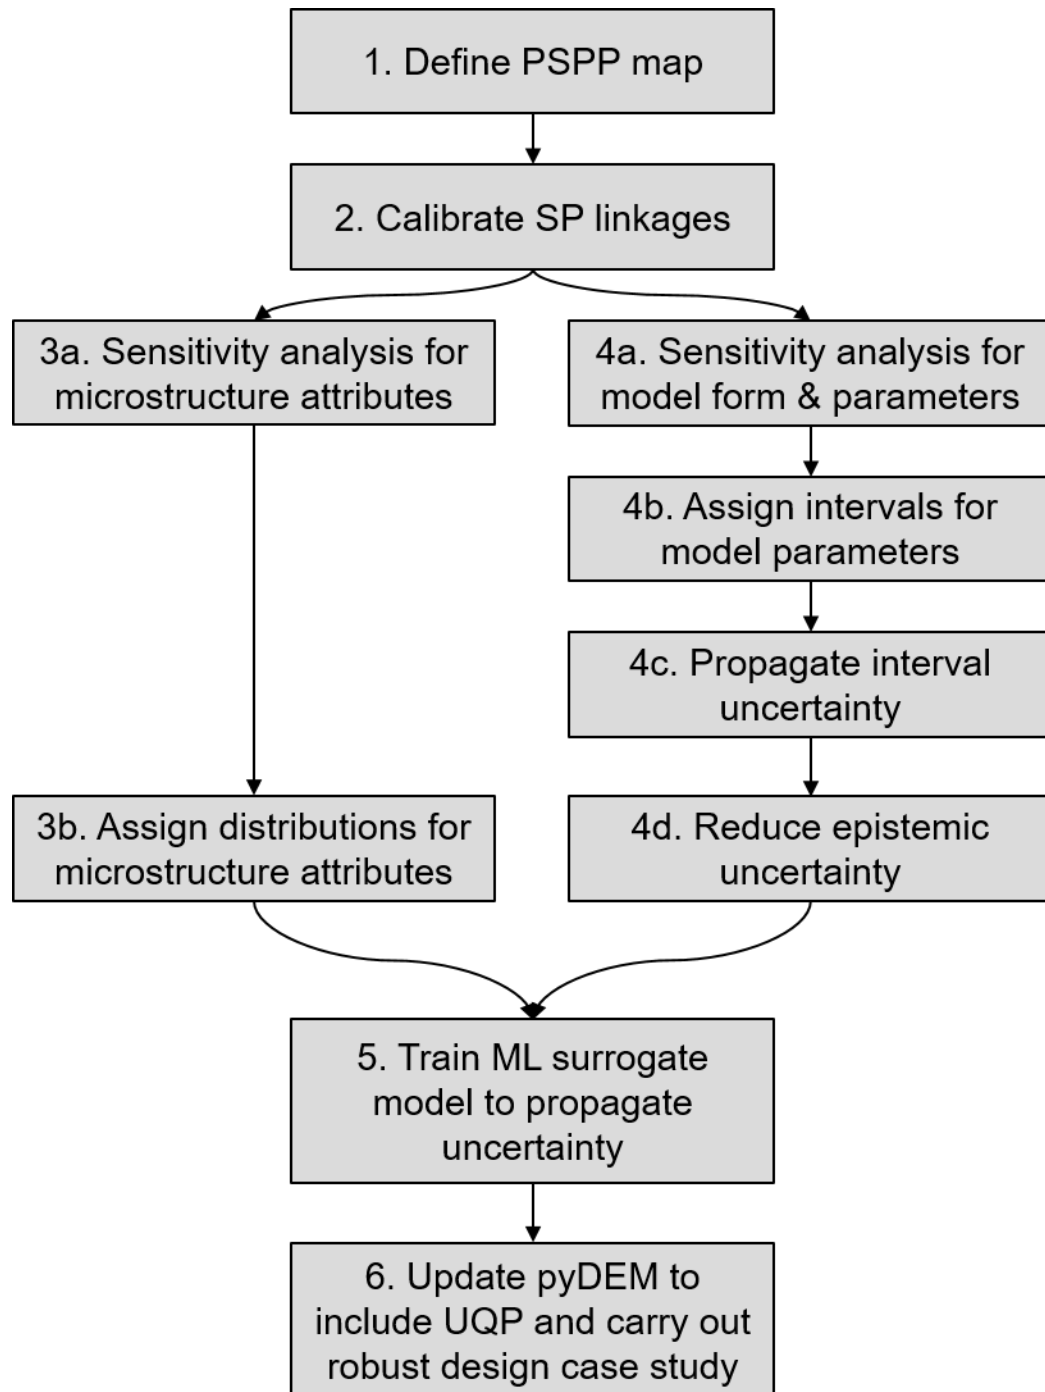 1. Define PSPP map
2. Calibrate SP linkages
3a. Sensitivity analysis for
microstructure attributes
4a. Sensitivity analysis for
model form & parameters
4b. Assign intervals for
model parameters
4c. Propagate interval
uncertainty
3b. Assign distributions for
microstructure attributes
4d. Reduce epistemic
uncertainty
5. Train ML surrogate
model to propagate
uncertainty
6. Update pyDEM to
include UQP and carry out
robust design case study